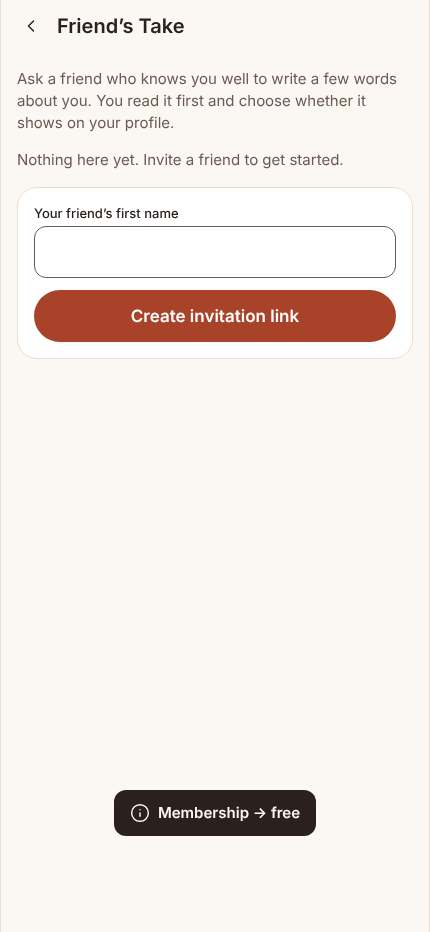 Friend’s Take
Ask a friend who knows you well to write a few words
about you. You read it first and choose whether it
shows on your profile.
Nothing here yet. Invite a friend to get started.
Your friend’s first name
Create invitation link
Membership → free